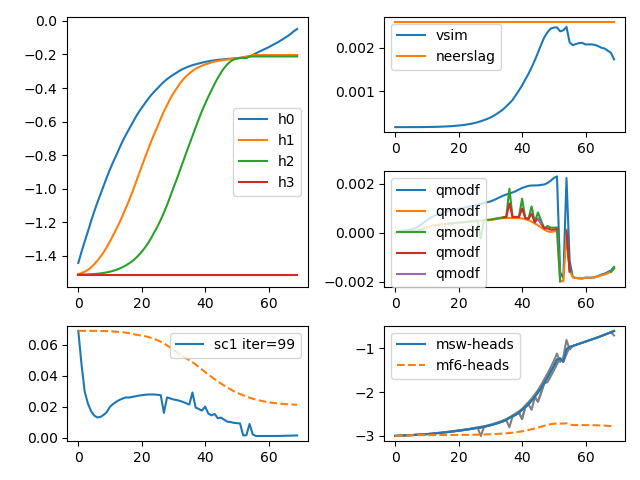 0.0
−0.2
−0.4
−0.6
−0.8
−1.0
−1.2
−1.4
h0
h1
h2
h3
0 20 40 60
0.002
0.001
vsim
neerslag
0 20 40 60
0.002
0.000
−0.002
qmodf
qmodf
qmodf
qmodf
qmodf
0 20 40 60
0.06
0.04
0.02
0.00
sc1 iter=99
0 20 40 60
−1
−2
−3
msw-heads
mf6-heads
0 20 40 60